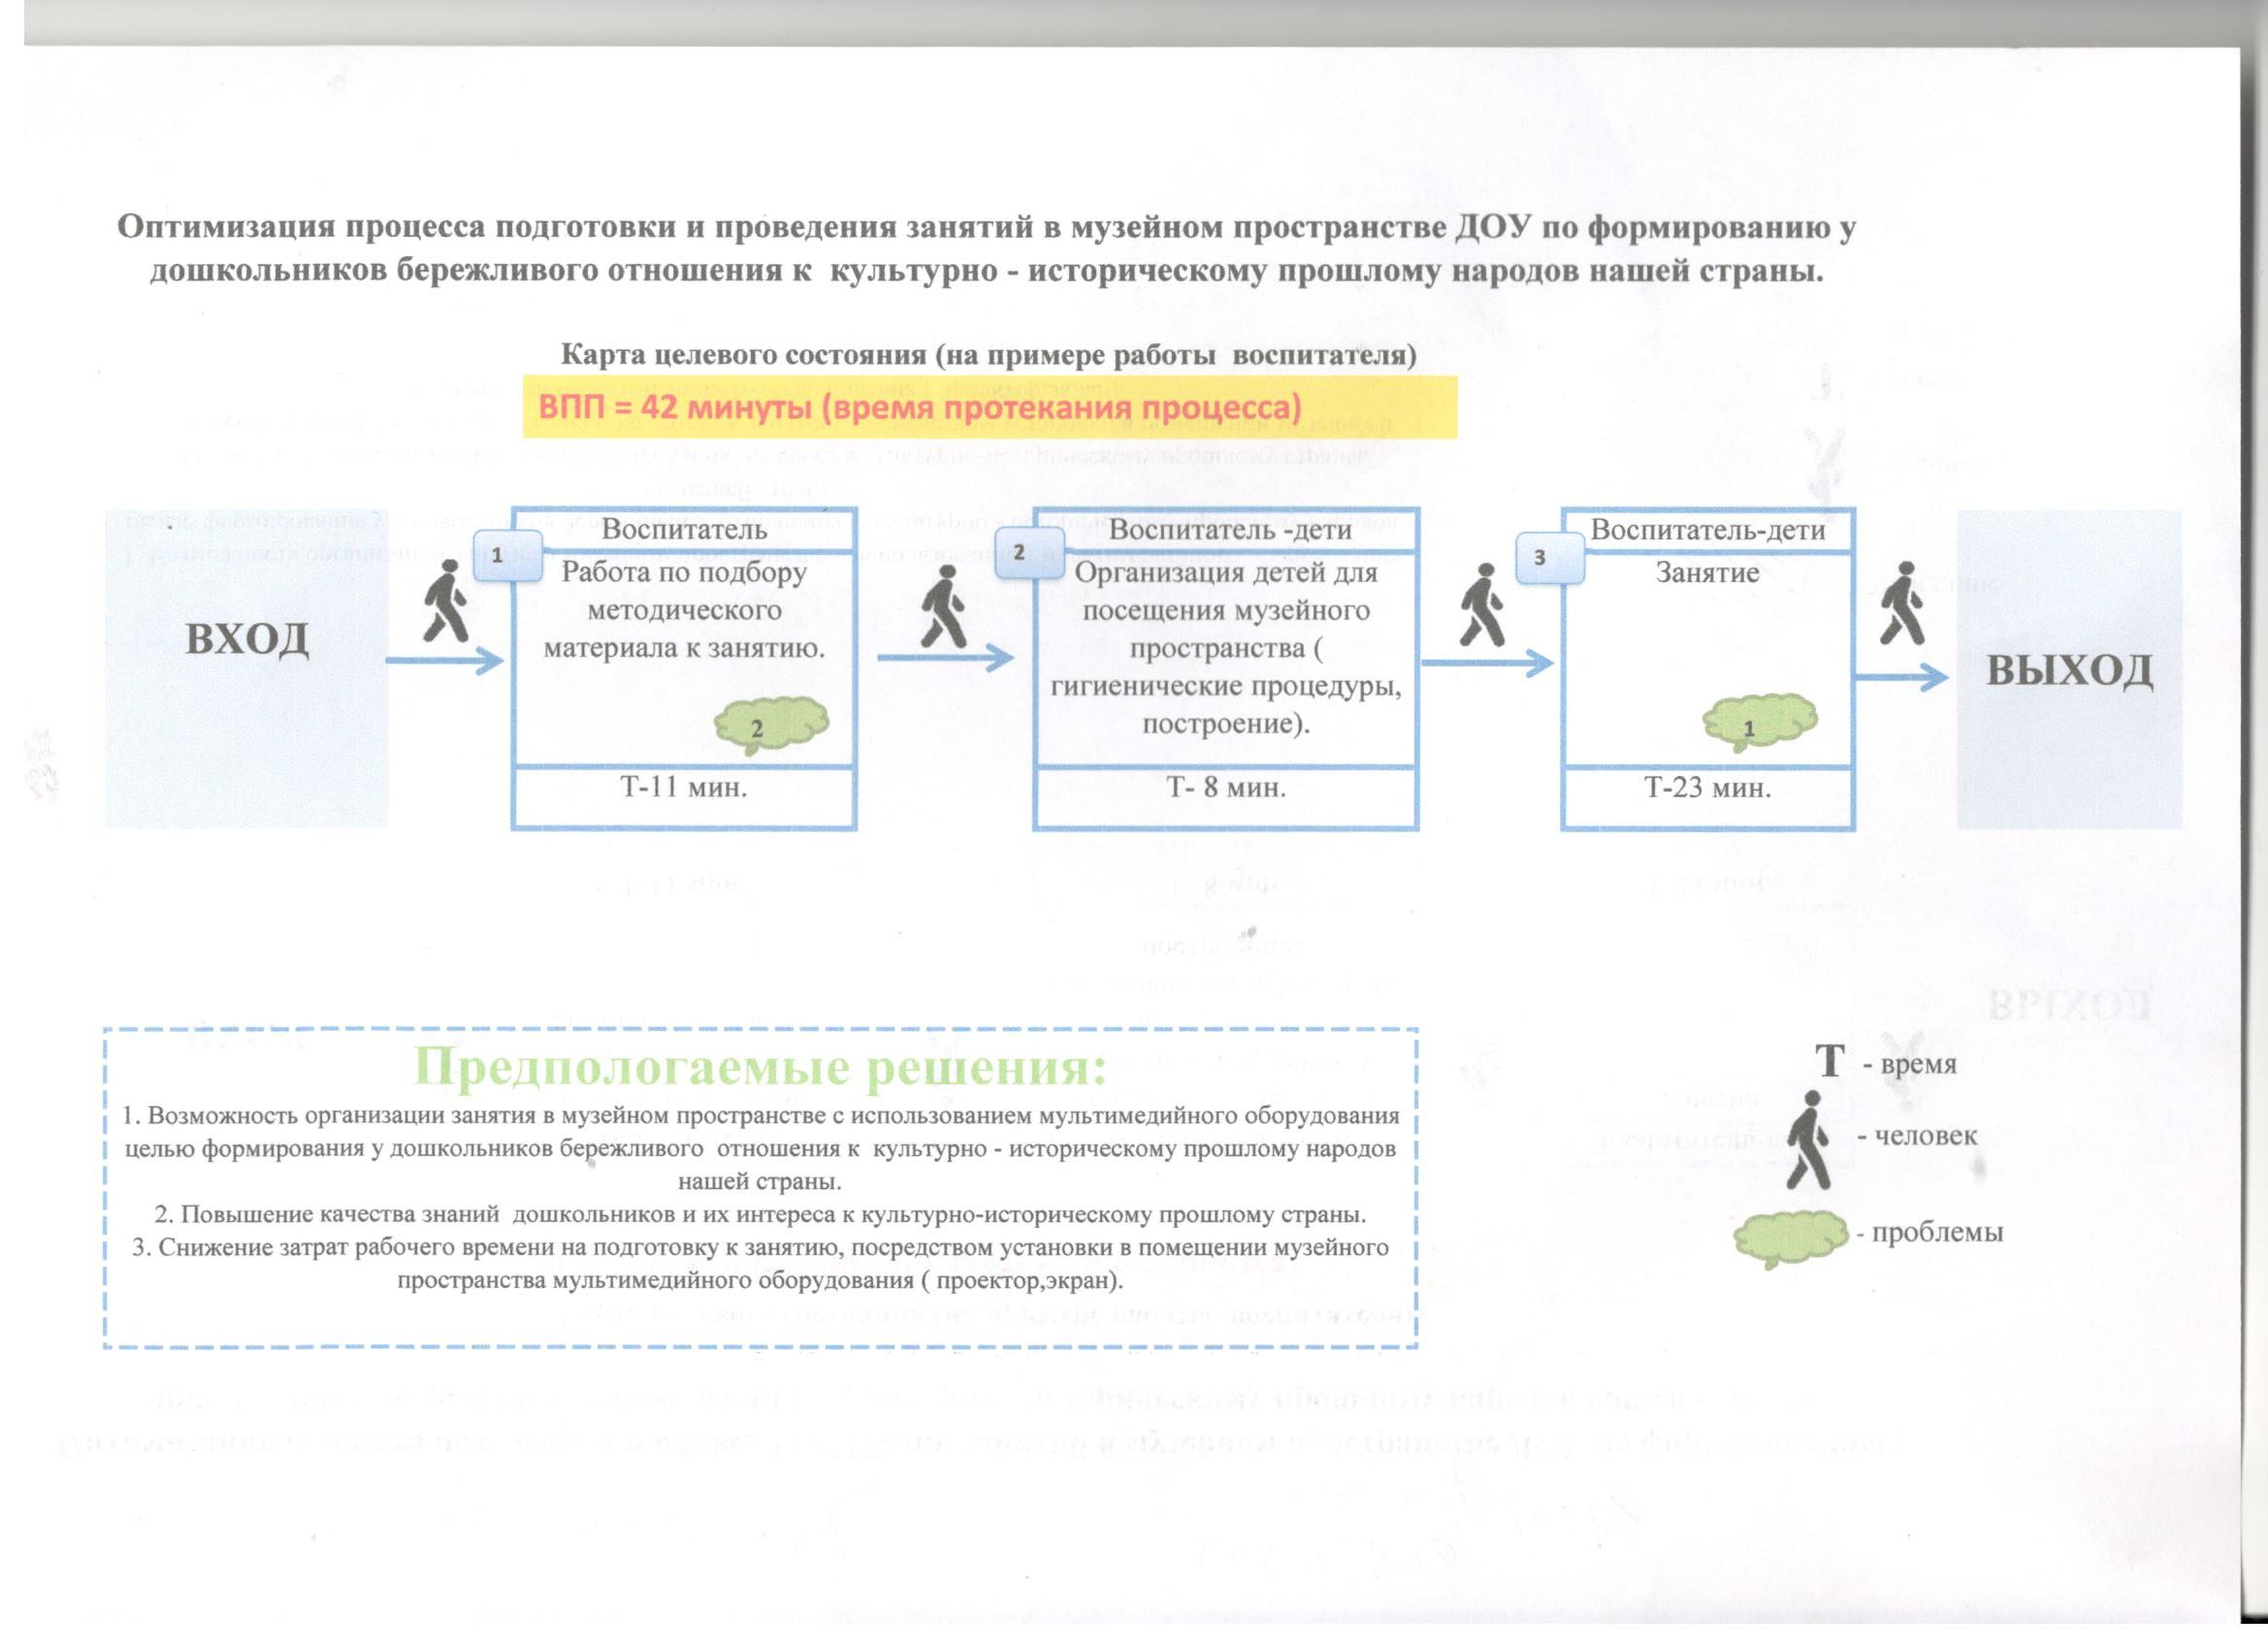 Оптимизация процесса подготовки и проведения занятий в музейном пространстве ДОУ по формированию у
дошкольников бережливого отношения к культурно - историческому прошлому народов нашей страны.
Карта целевого состояния (на примере работы воспитателя)
ВПП = 42 минуты (время протекания процесса)
ВХОД
1
Воспитатель
Работа по подбору
методического
материала к занятию.
2
Т-11 мин.
2
Воспитатель -дети
Организация детей для
посещения музейного
пространства (
гигиенические процедуры,
построение).
Т- 8 мин.
3
Воспитатель-дети
Занятие
1
Т-23 мин.
ВЫХОД
Предпологаемые решения:
1. Возможность организации занятия в музейном пространстве с использованием мультимедийного оборудования
целью формирования у дошкольников бережливого отношения к культурно - историческому прошлому народов
нашей страны.
2. Повышение качества знаний дошкольников и их интереса к культурно-историческому прошлому страны.
3. Снижение затрат рабочего времени на подготовку к занятию, посредством установки в помещении музейного
пространства мультимедийного оборудования ( проектор,экран).
Т - время
- человек
- проблемы